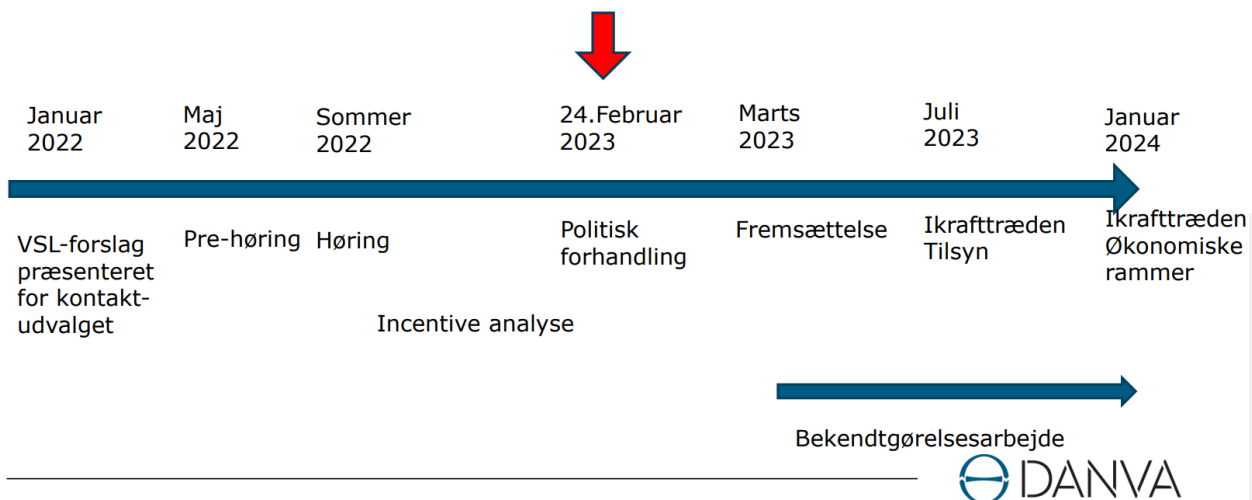 Januar
2022
Maj
2022
Sommer
2022
24.Februar
2023
Marts
2023
Juli
2023
Januar
2024
VSL-forslag
præsenteret
for kontakt-
udvalget
Pre-høring
Høring
Incentive analyse
Politisk
forhandling
Fremsættelse
Ikrafttræden
Tilsyn
Ikrafttræden
Økonomiske
rammer
Bekendtgørelsesarbejde
DANVA